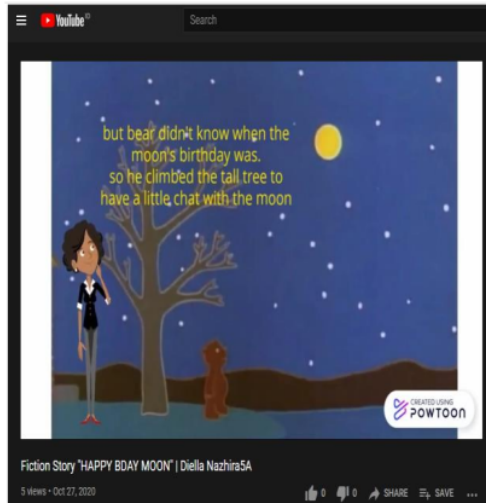 YouTube ID
Search
but bear didn't know when the
moon's birthday was.
so he climbed the tall tree to
have a little chat with the moon
CREATED USING
POWTOON
Fiction Story "HAPPY BDAY MOON" | Diella Nazhira5A
5 views • Oct 27, 2020
0
0
SHARE
SAVE
...